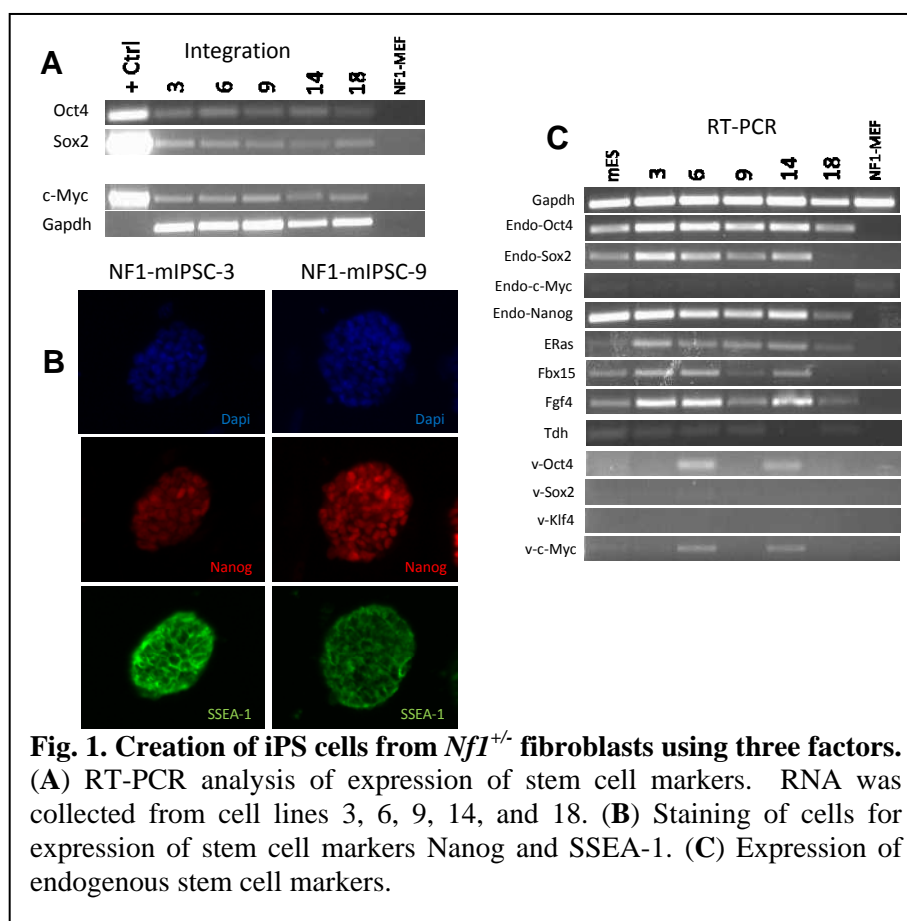 A
Integration
+ Ctrl
3
6
9
14
18
NF1-MEF
Oct4
Sox2
c-Myc
Gapdh
NF1-mIPSC-3
NF1-mIPSC-9
B
Dapi
Dapi
Nanog
Nanog
SSEA-1
SSEA-1
C
RT-PCR
mES
3
6
9
14
18
NF1-MEF
Gapdh
Endo-Oct4
Endo-Sox2
Endo-c-Myc
Endo-Nanog
ERas
Fbx15
Fgf4
Tdh
v-Oct4
v-Sox2
v-Klf4
v-c-Myc
Fig. 1. Creation of iPS cells from Nf1+/- fibroblasts using three factors.
(A) RT-PCR analysis of expression of stem cell markers. RNA was
collected from cell lines 3, 6, 9, 14, and 18. (B) Staining of cells for
expression of stem cell markers Nanog and SSEA-1. (C) Expression of
endogenous stem cell markers.